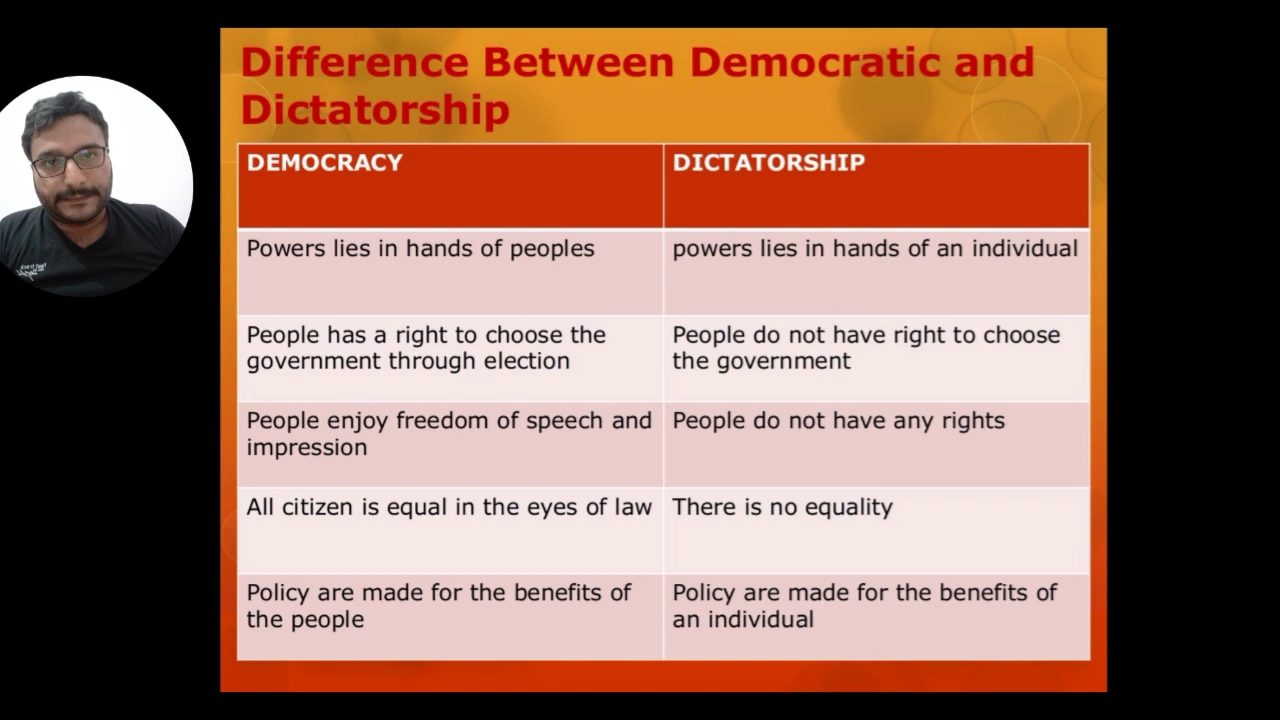 Difference Between Democratic and
Dictatorship
DEMOCRACY
DICTATORSHIP
Powers lies in hands of peoples
powers lies in hands of an individual
People has a right to choose the
government through election
People do not have right to choose
the government
People enjoy freedom of speech and
impression
People do not have any rights
All citizen is equal in the eyes of law
There is no equality
Policy are made for the benefits of
the people
Policy are made for the benefits of
an individual